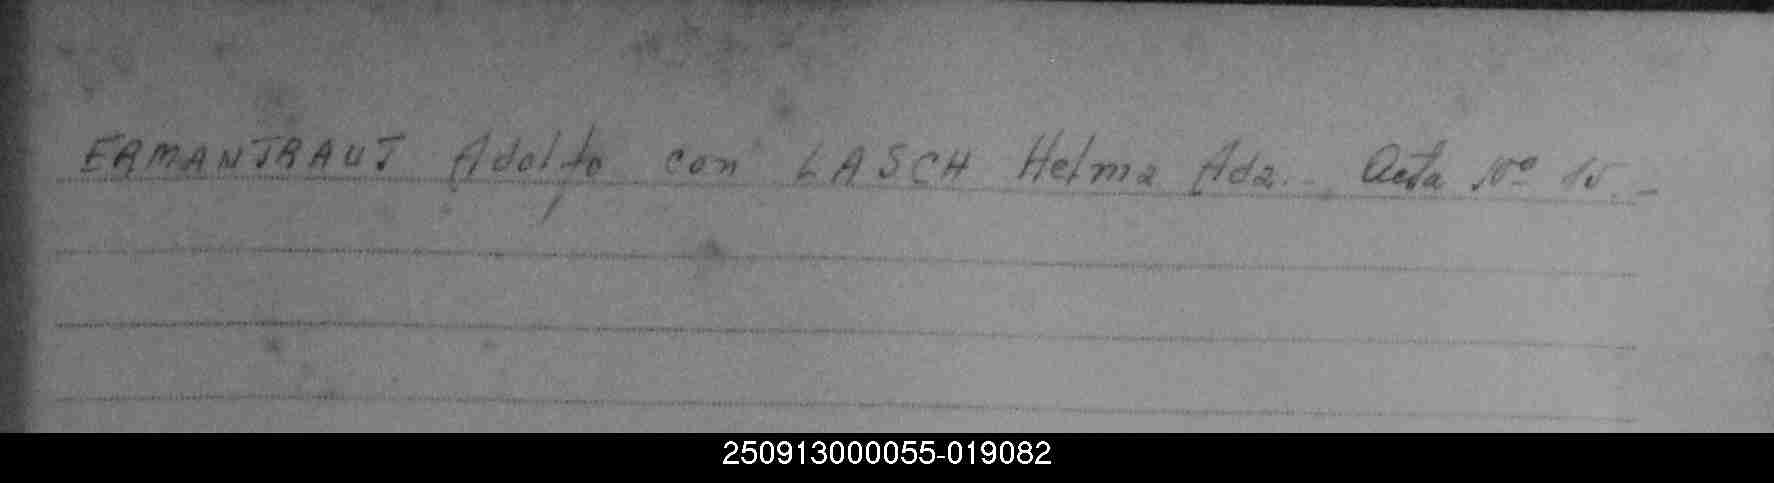 ERMANTRAUT Adolfo con LASCH Helma Ada.- Acta Nº 15.-
250913000055-019082